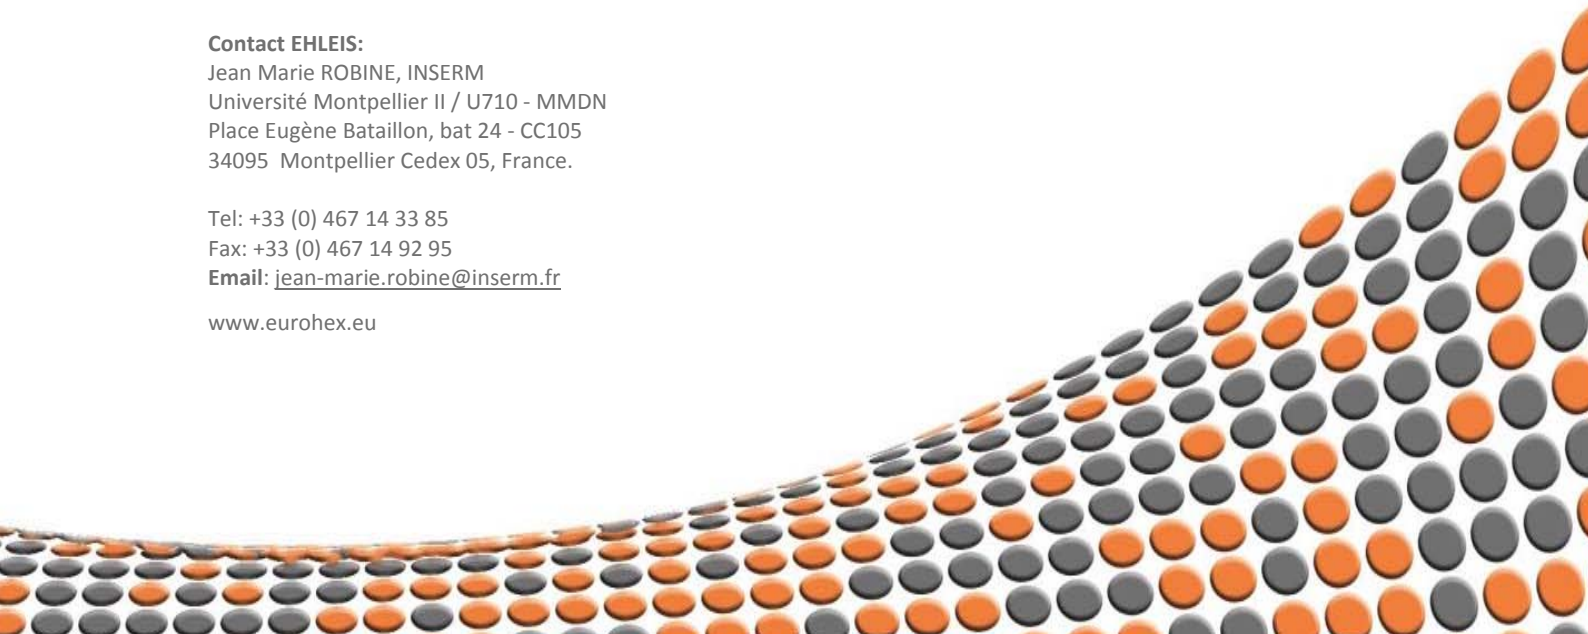 Contact EHLEIS:
Jean Marie ROBINE, INSERM
Université Montpellier II / U710 - MMDN
Place Eugène Bataillon, bat 24 - CC105
34095  Montpellier Cedex 05, France.
Tel: +33 (0) 467 14 33 85
Fax: +33 (0) 467 14 92 95
Email: jean-marie.robine@inserm.fr
www.eurohex.eu